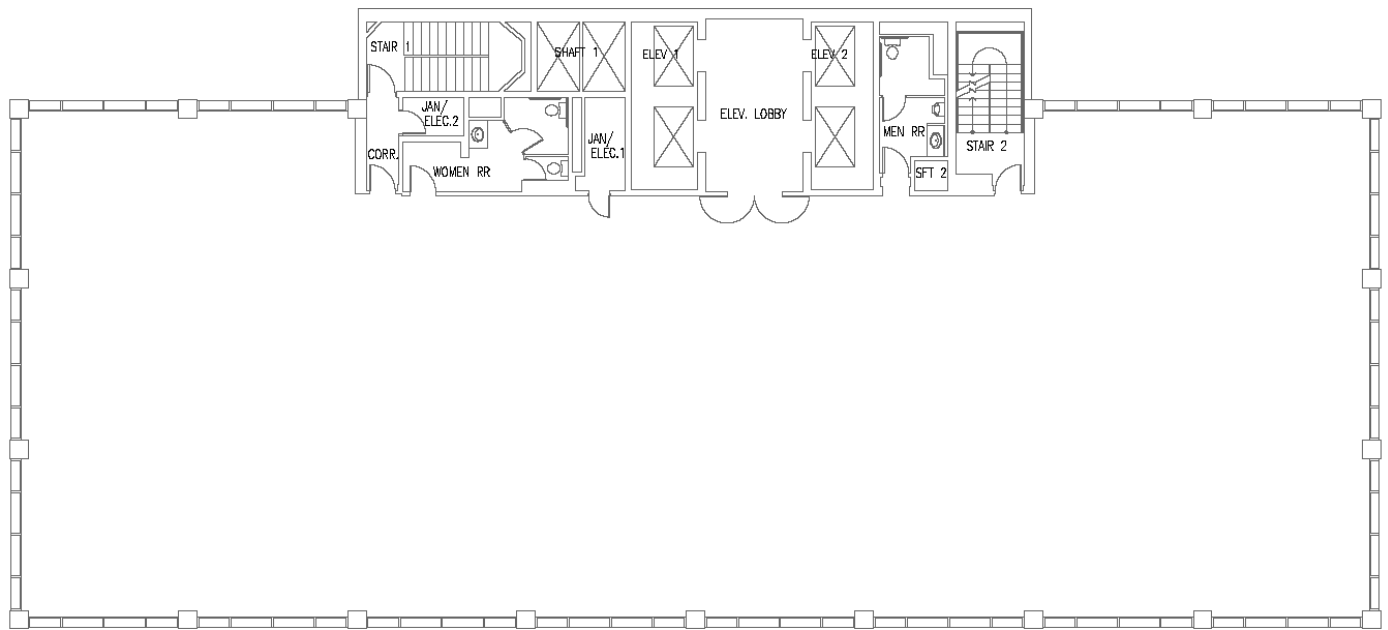 STAIR 1
SHAFT 1
ELEV 1
ELEV 2
ELEV. LOBBY
JAN/
ELEC.2
JAN/
ELEC.1
MEN RR
STAIR 2
CORR.
WOMEN RR
SFT 2